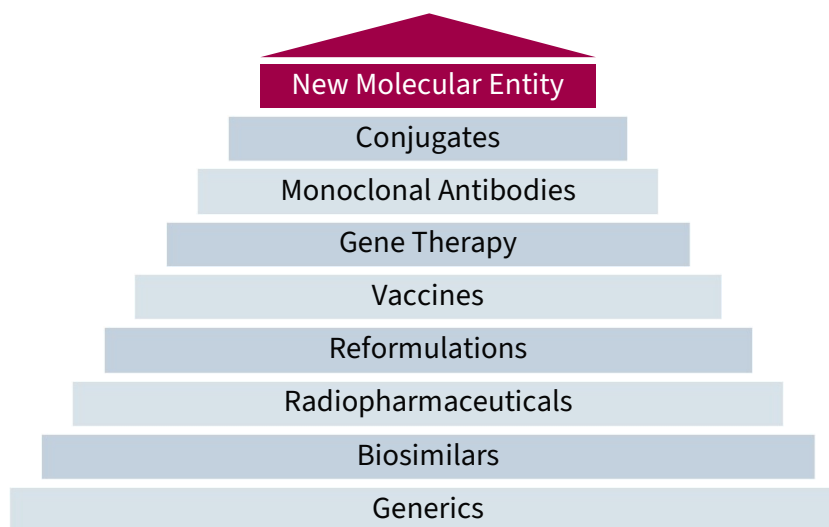 New Molecular Entity
Conjugates
Monoclonal Antibodies
Gene Therapy
Vaccines
Reformulations
Radiopharmaceuticals
Biosimilars
Generics